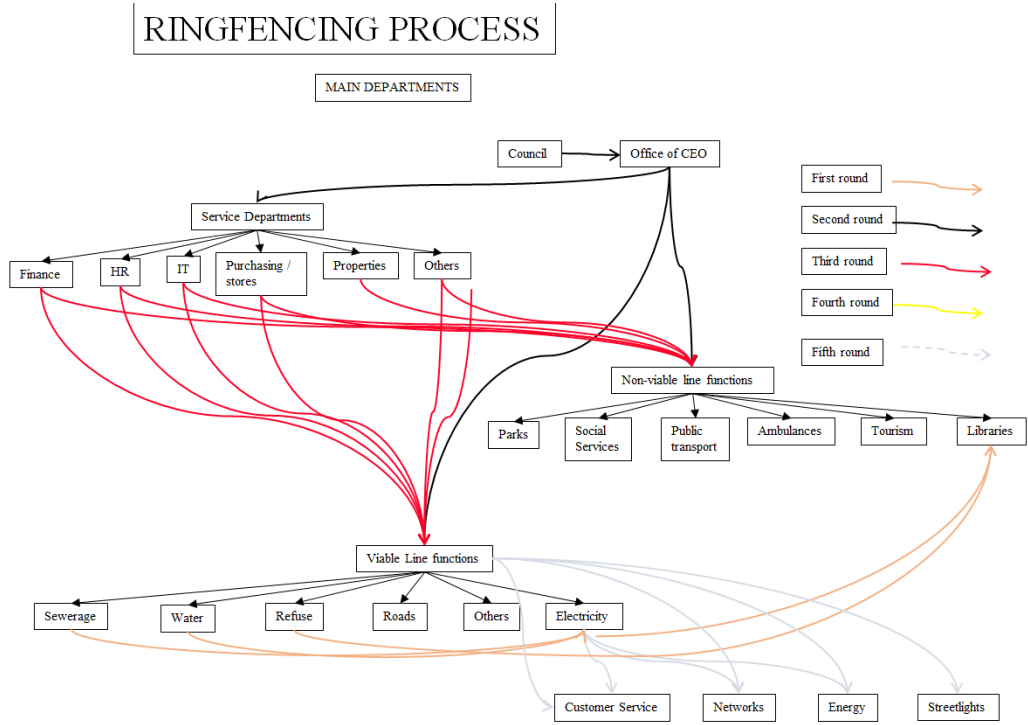 RINGFENCING PROCESS
MAIN DEPARTMENTS
Council
Office of CEO
First round
Second round
Third round
Fourth round
Fifth round
Service Departments
Finance
HR
IT
Purchasing /
stores
Properties
Others
Non-viable line functions
Parks
Social
Services
Public
transport
Ambulances
Tourism
Libraries
Viable Line functions
Sewerage
Water
Refuse
Roads
Others
Electricity
Customer Service
Networks
Energy
Streetlights